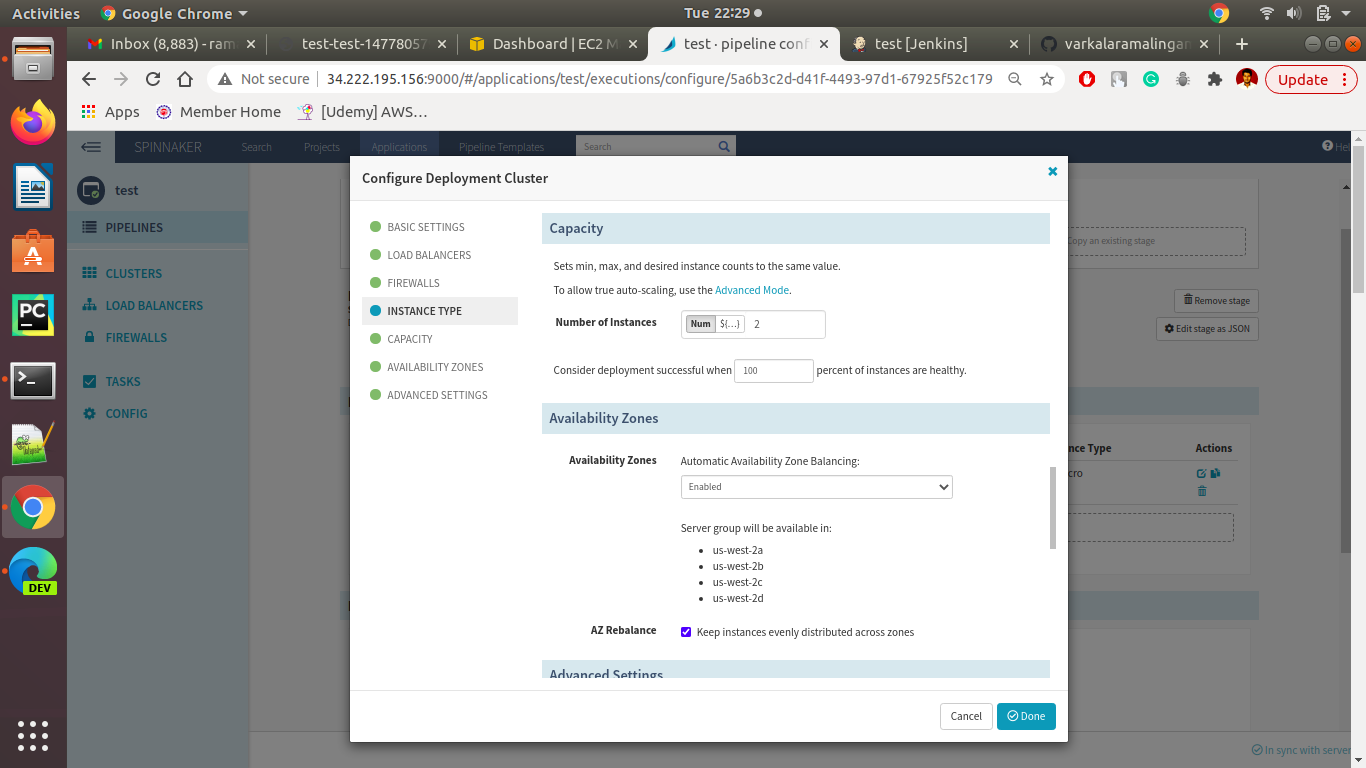 Activities Google Chrome Tue 22:29
Inbox (8,883) - ram test-test-14778057 Dashboard | EC2 M test · pipeline conf test [Jenkins] varkalaramalingam
Not secure 34.222.195.156:9000/#/applications/test/executions/configure/5a6b3c2d-d41f-4493-97d1-67925f52c179 Update
Apps Member Home [Udemy] AWS...
SPINNAKER Search Projects Applications Pipeline Templates Search Hel
test
PIPELINES
CLUSTERS
LOAD BALANCERS
FIREWALLS
TASKS
CONFIG
Configure Deployment Cluster
BASIC SETTINGS
LOAD BALANCERS
FIREWALLS
INSTANCE TYPE
CAPACITY
AVAILABILITY ZONES
ADVANCED SETTINGS
Capacity
Sets min, max, and desired instance counts to the same value.
To allow true auto-scaling, use the Advanced Mode.
Number of Instances Num ${...} 2
Consider deployment successful when 100 percent of instances are healthy.
Availability Zones
Availability Zones Automatic Availability Zone Balancing:
Enabled
Server group will be available in:
us-west-2a
us-west-2b
us-west-2c
us-west-2d
AZ Rebalance Keep instances evenly distributed across zones
Advanced Settings
Cancel Done
Copy an existing stage
Remove stage
Edit stage as JSON
nce Type Actions
cro
In sync with server
PC
DEV